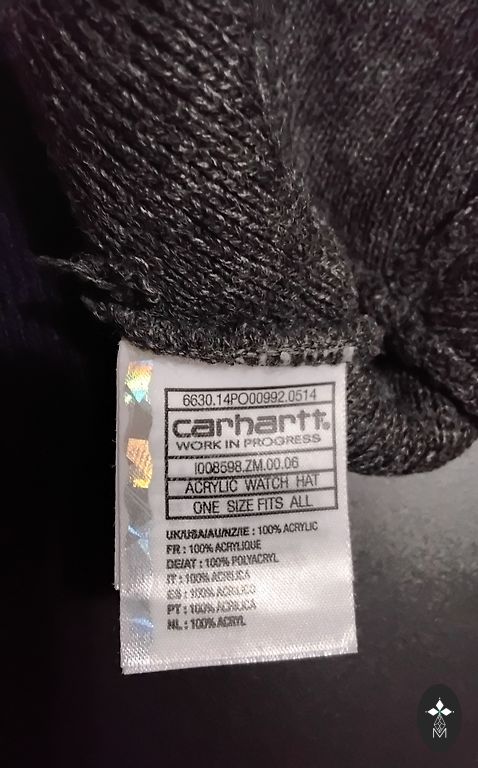 6630.14PO00992.0514
carhartt.
WORK IN PROGRESS
I008598.ZM.00.06
ACRYLIC WATCH HAT
ONE SIZE FITS ALL
UK/USA/AU/NZ/IE : 100% ACRYLIC
FR : 100% ACRYLIQUE
DE/AT : 100% POLYACRYL
IT : 100% ACRILICA
ES : 100% ACRILICO
PT : 100% ACRILICA
NL : 100% ACRYL
M